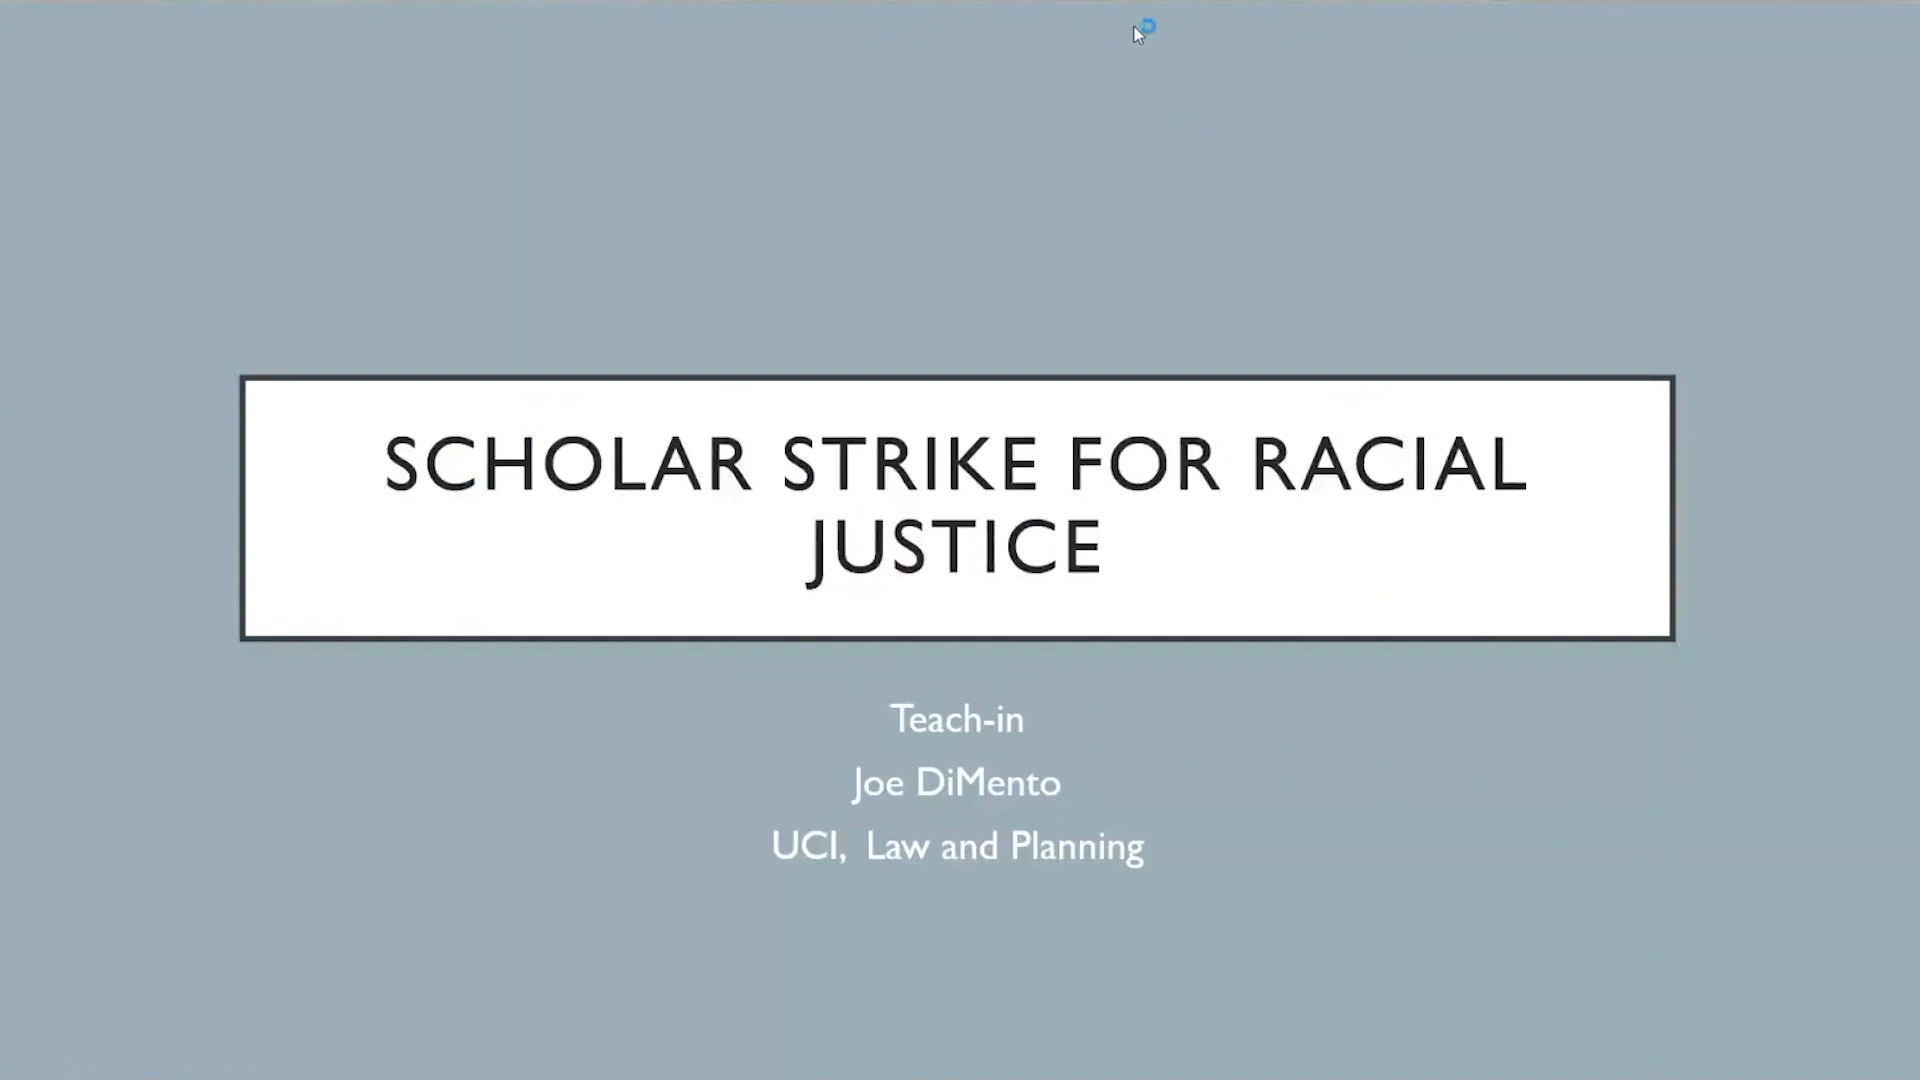 SCHOLAR STRIKE FOR RACIAL
JUSTICE
Teach-in
Joe DiMento
UCI, Law and Planning